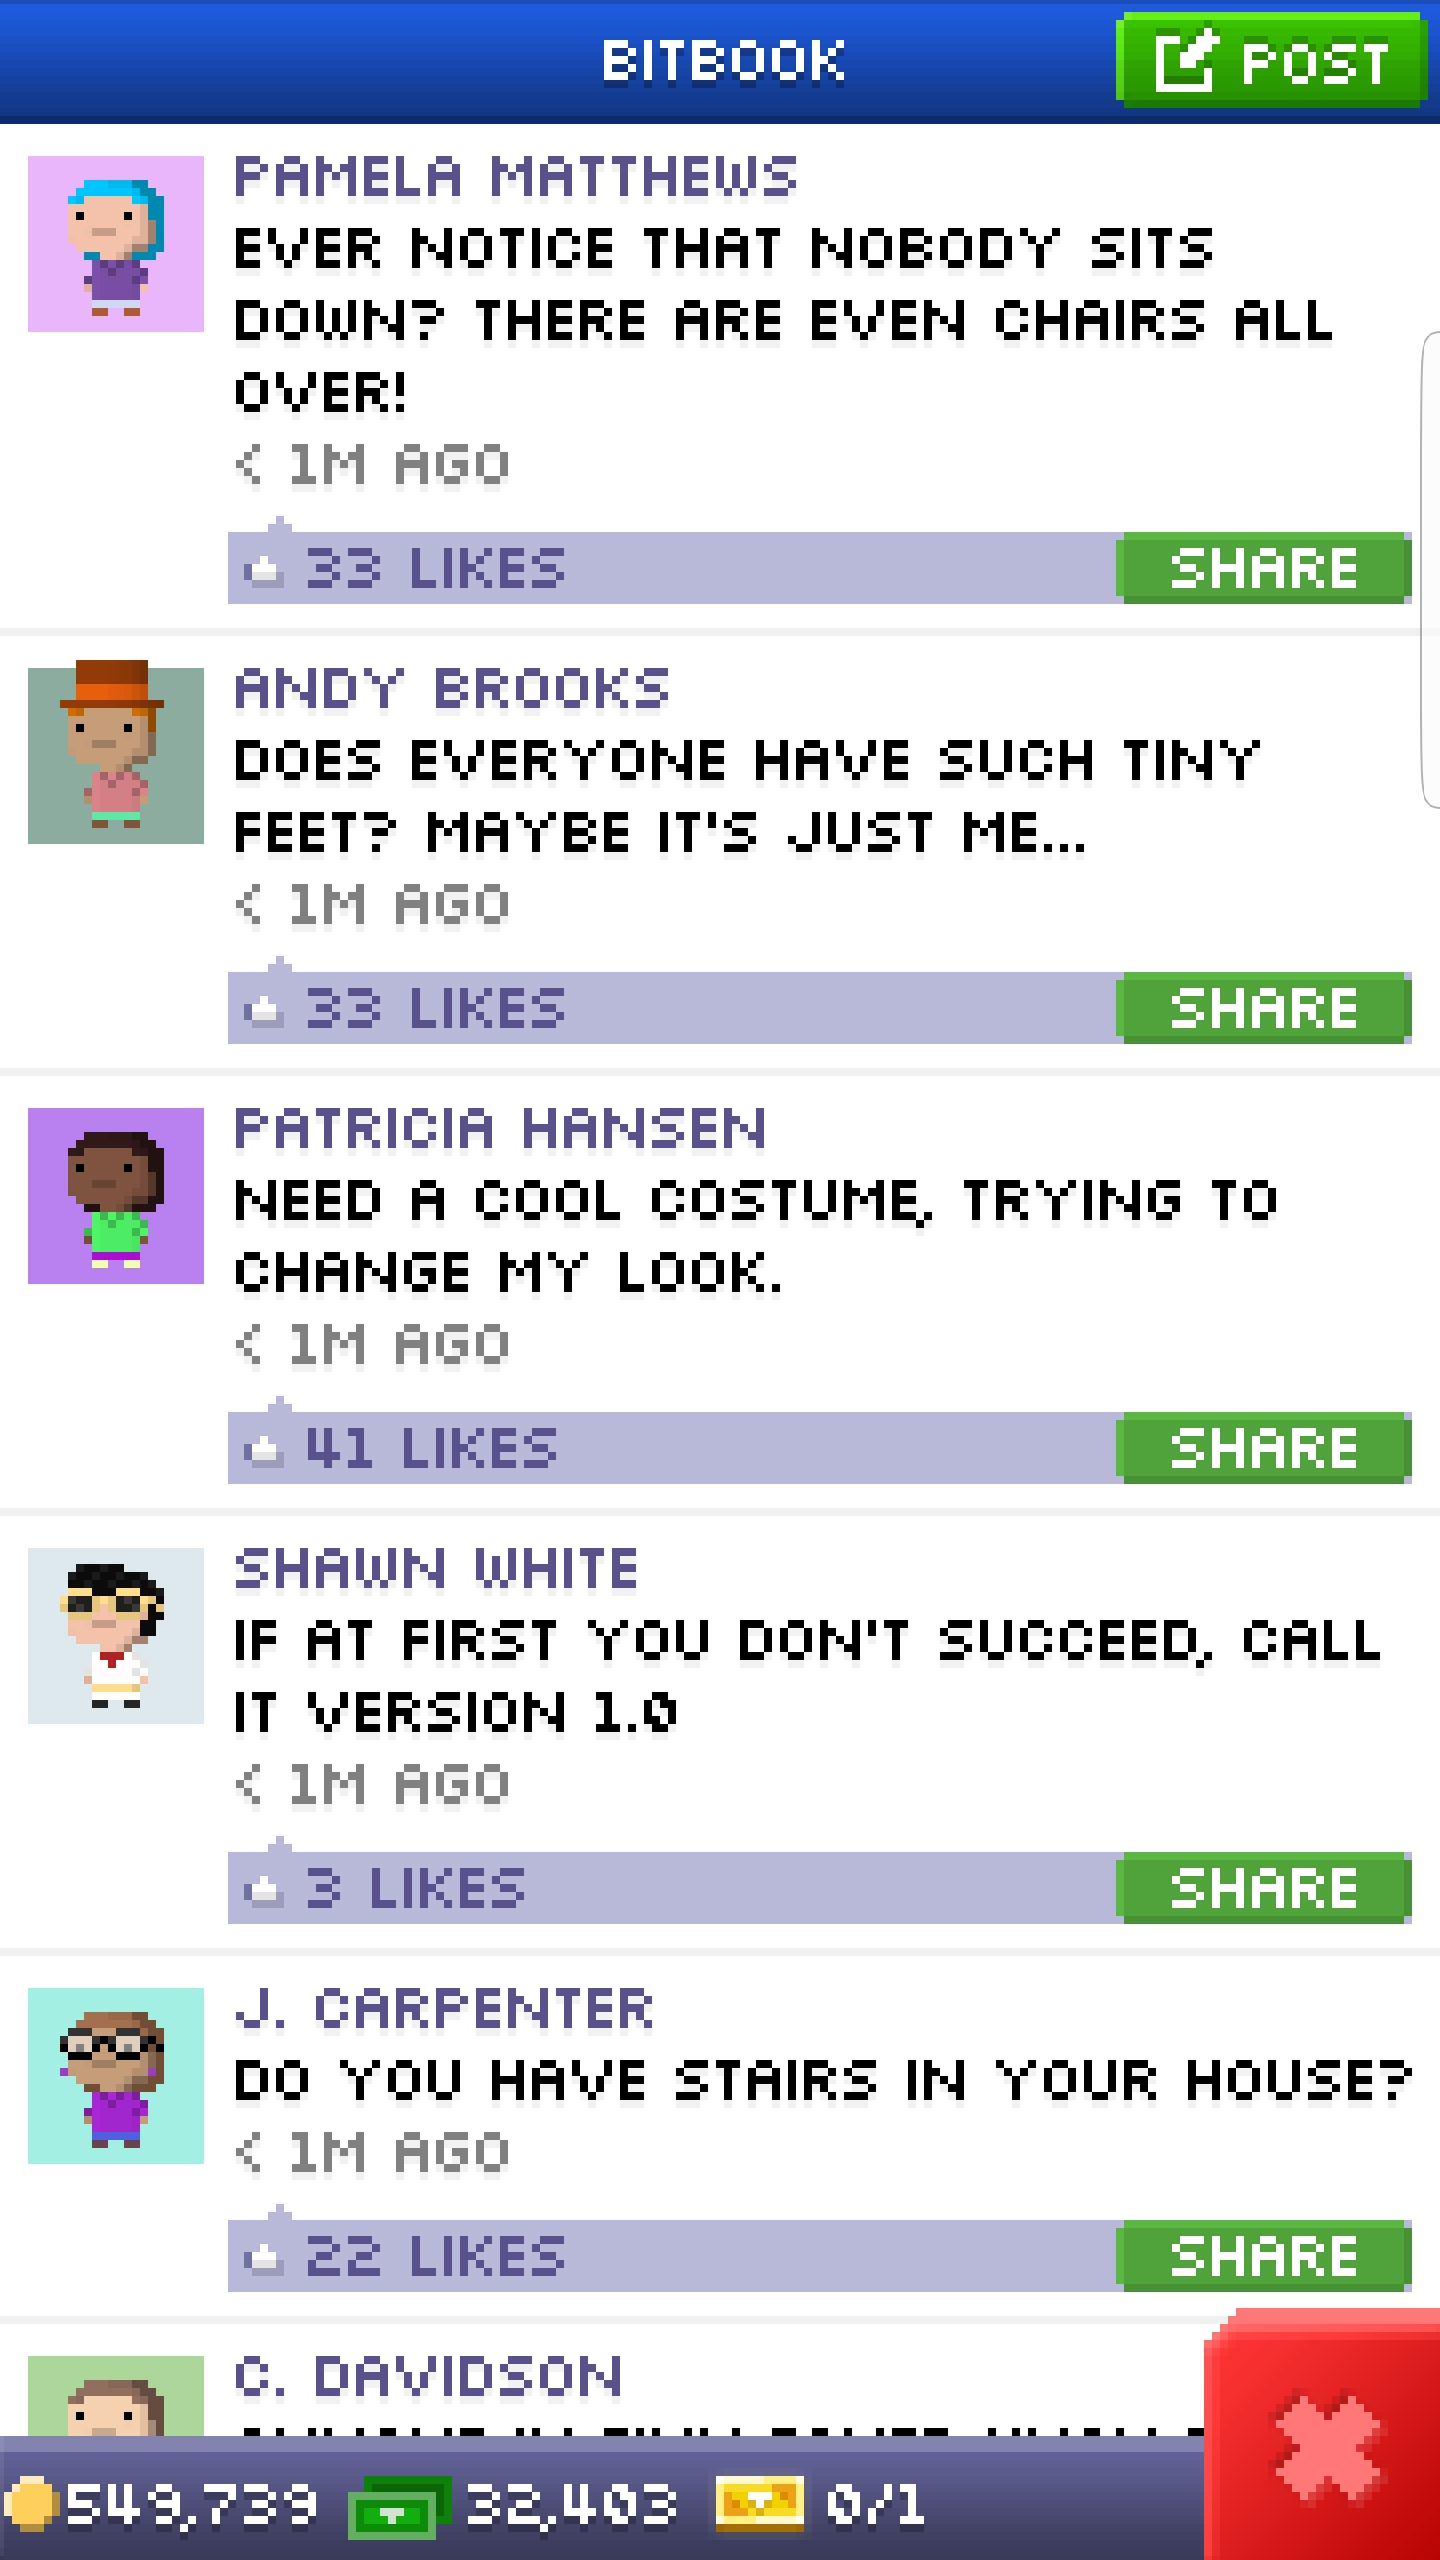 BITBOOK
POST
PAMELA MATTHEWS
EVER NOTICE THAT NOBODY SITS
DOWN? THERE ARE EVEN CHAIRS ALL
OVER!
< 1M AGO
33 LIKES
SHARE
ANDY BROOKS
DOES EVERYONE HAVE SUCH TINY
FEET? MAYBE IT'S JUST ME...
< 1M AGO
33 LIKES
SHARE
PATRICIA HANSEN
NEED A COOL COSTUME, TRYING TO
CHANGE MY LOOK.
< 1M AGO
41 LIKES
SHARE
SHAWN WHITE
IF AT FIRST YOU DON'T SUCCEED, CALL
IT VERSION 1.0
< 1M AGO
3 LIKES
SHARE
J. CARPENTER
DO YOU HAVE STAIRS IN YOUR HOUSE?
< 1M AGO
22 LIKES
SHARE
C. DAVIDSON
549,739
32,403
0/1